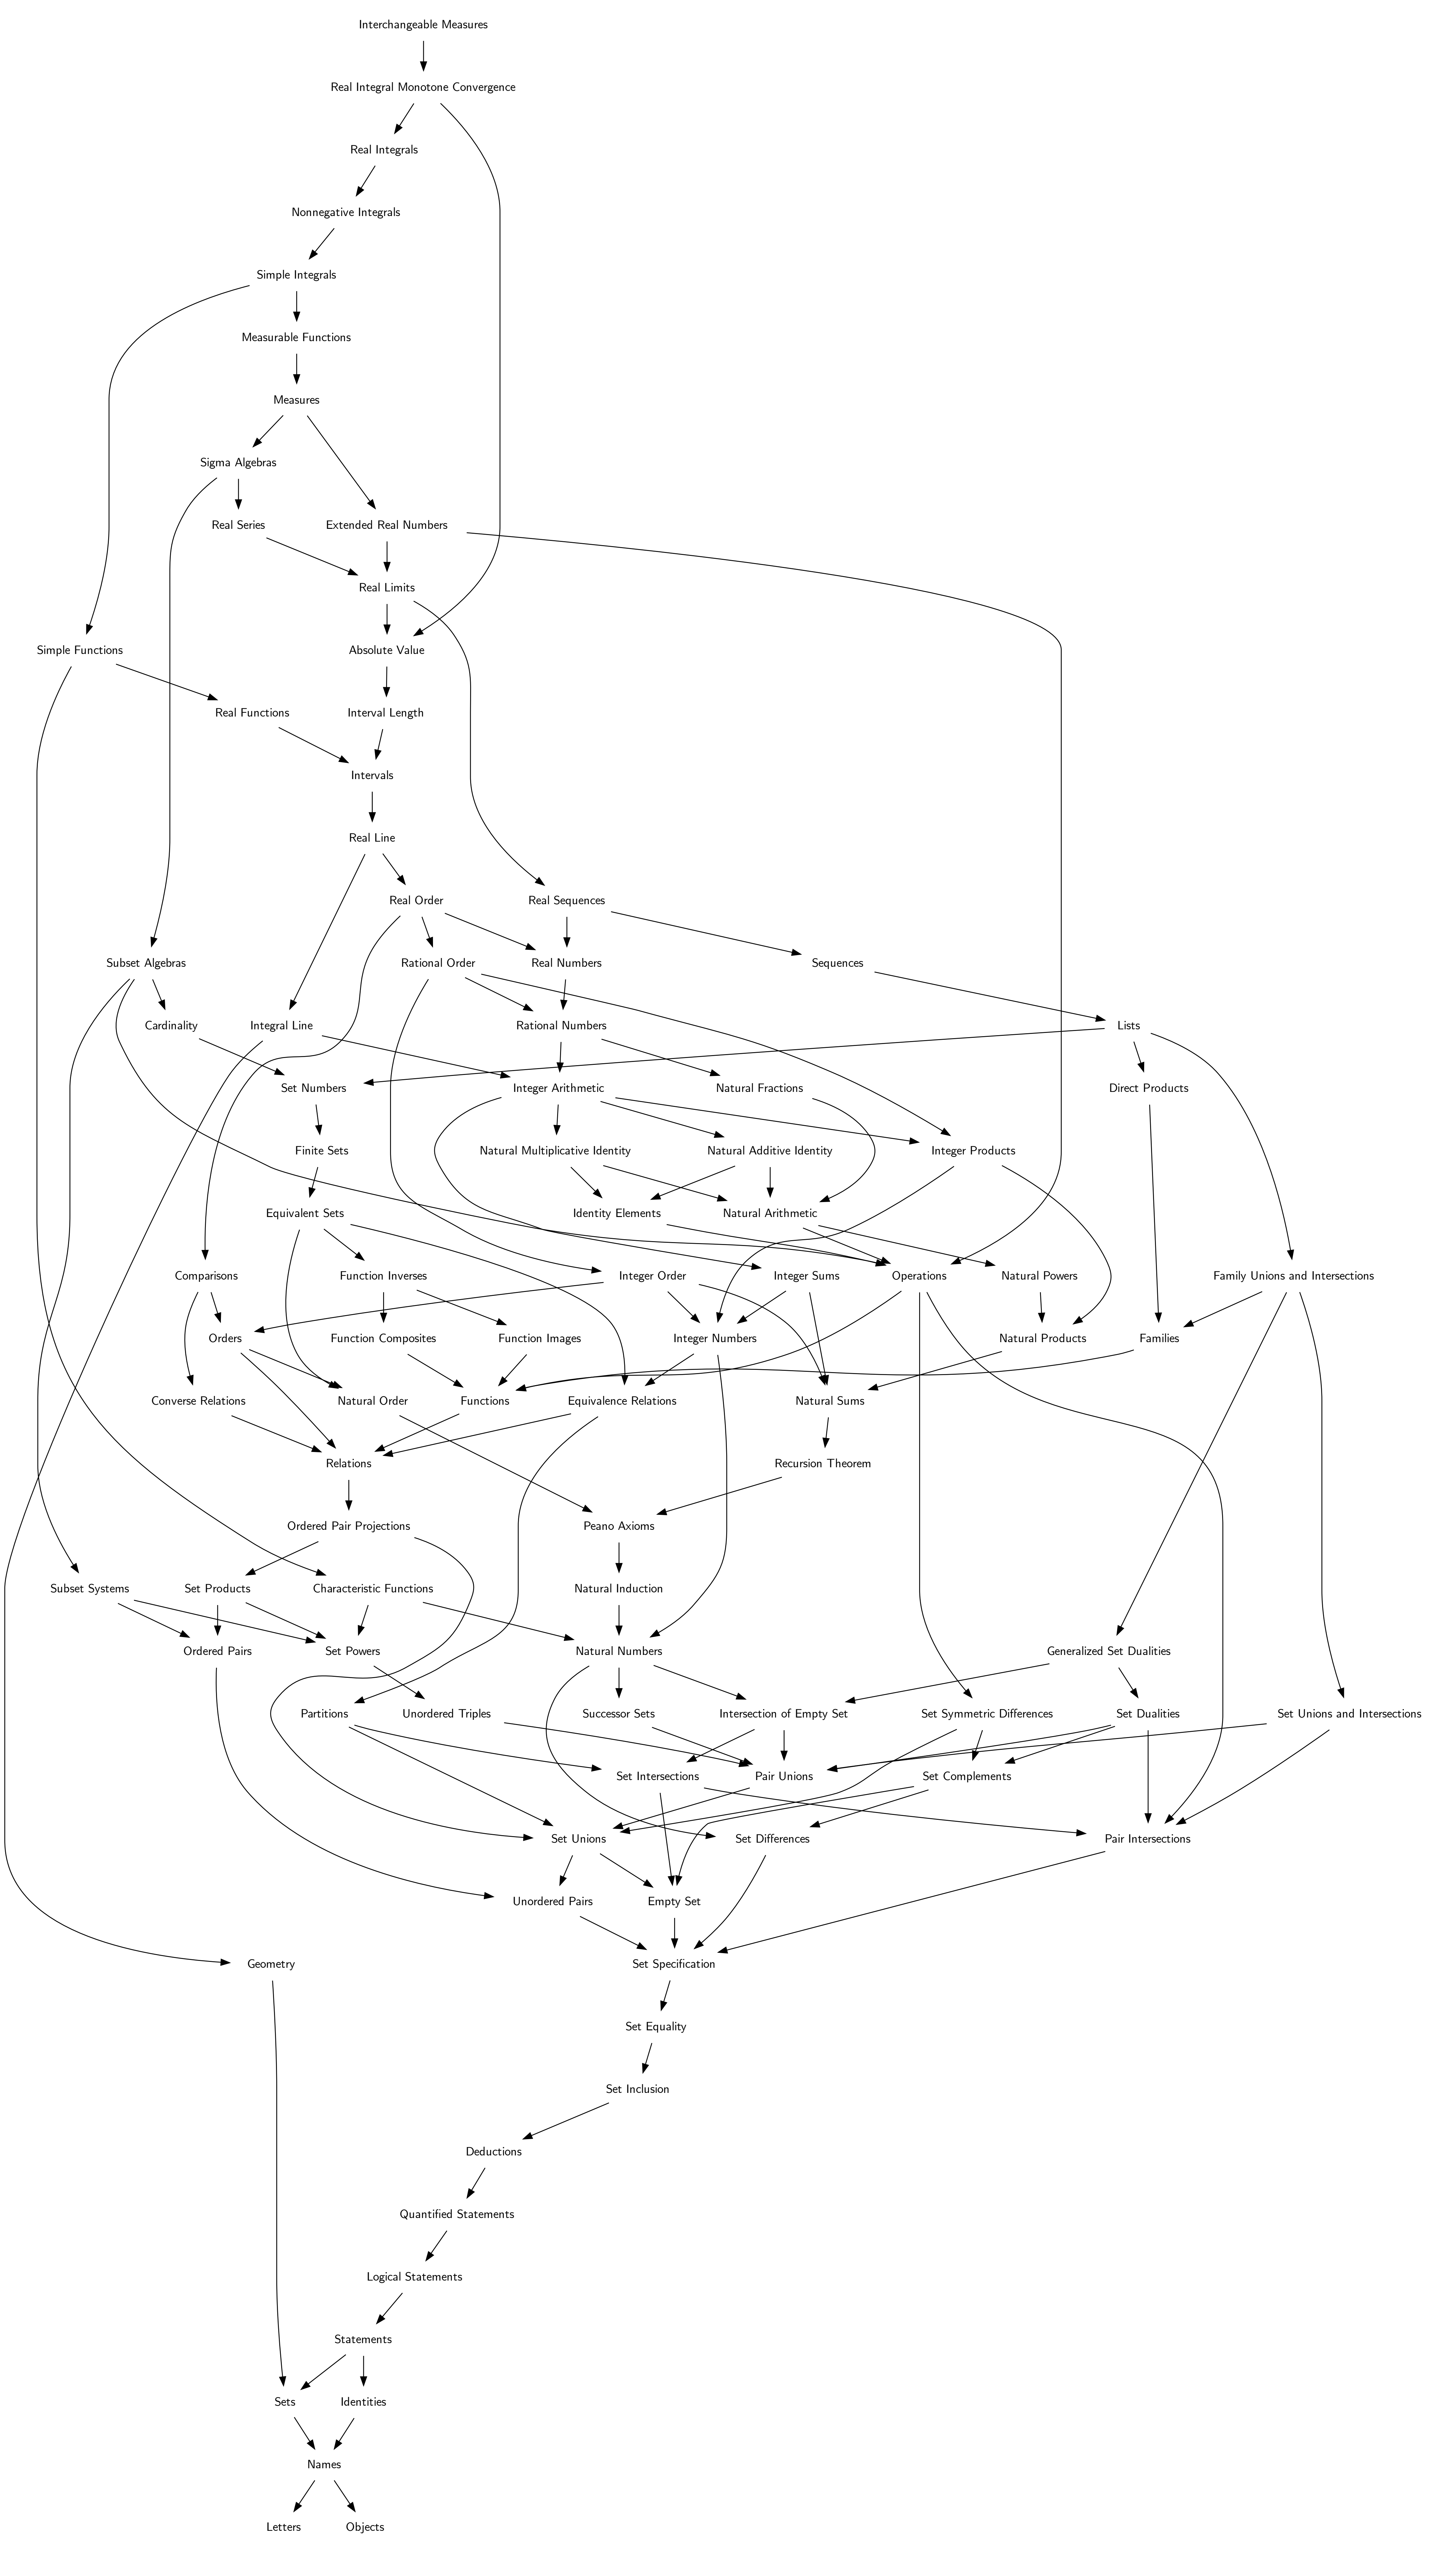 Interchangeable Measures
Real Integral Monotone Convergence
Real Integrals
Nonnegative Integrals
Simple Integrals
Measurable Functions
Measures
Sigma Algebras
Real Series
Extended Real Numbers
Real Limits
Simple Functions
Absolute Value
Real Functions
Interval Length
Intervals
Real Line
Real Order
Real Sequences
Subset Algebras
Rational Order
Real Numbers
Sequences
Cardinality
Integral Line
Rational Numbers
Lists
Set Numbers
Integer Arithmetic
Natural Fractions
Direct Products
Finite Sets
Natural Multiplicative Identity
Natural Additive Identity
Integer Products
Equivalent Sets
Identity Elements
Natural Arithmetic
Comparisons
Function Inverses
Integer Order
Integer Sums
Operations
Natural Powers
Family Unions and Intersections
Orders
Function Composites
Function Images
Integer Numbers
Natural Products
Families
Converse Relations
Natural Order
Functions
Equivalence Relations
Natural Sums
Relations
Recursion Theorem
Ordered Pair Projections
Peano Axioms
Subset Systems
Set Products
Characteristic Functions
Natural Induction
Ordered Pairs
Set Powers
Natural Numbers
Generalized Set Dualities
Partitions
Unordered Triples
Successor Sets
Intersection of Empty Set
Set Symmetric Differences
Set Dualities
Set Unions and Intersections
Set Intersections
Pair Unions
Set Complements
Set Unions
Set Differences
Pair Intersections
Unordered Pairs
Empty Set
Geometry
Set Specification
Set Equality
Set Inclusion
Deductions
Quantified Statements
Logical Statements
Statements
Sets
Identities
Names
Letters
Objects